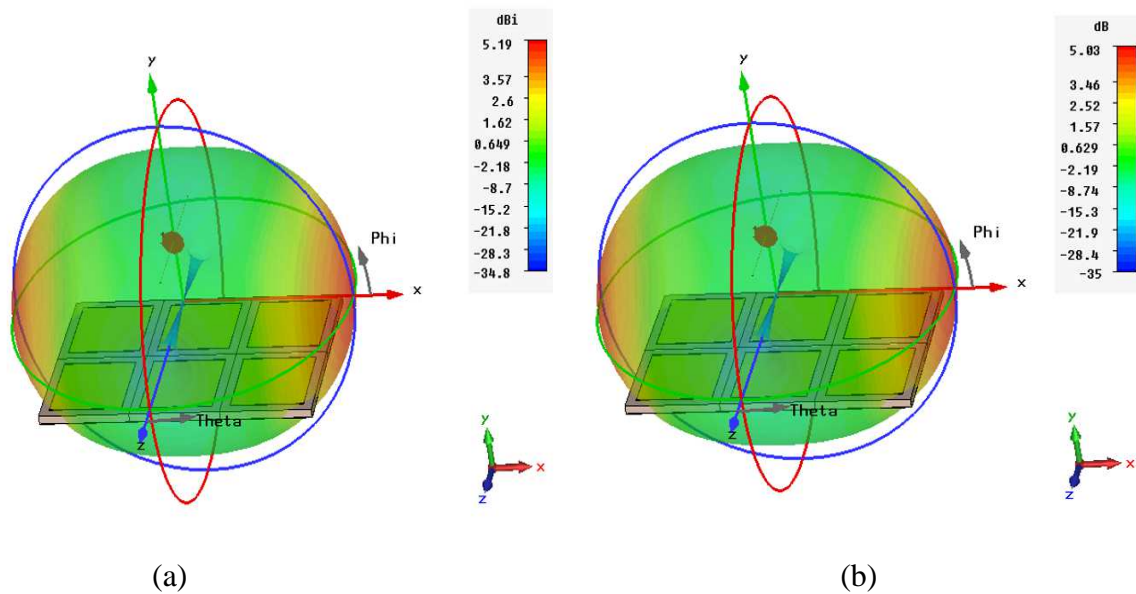 dBi
5.19
3.57
2.6
1.62
0.649
-2.18
-8.7
-15.2
-21.8
-28.3
-34.8
y
Phi
x
Theta
z
y
x
z
(a)
dB
5.03
3.46
2.52
1.57
0.629
-2.19
-8.74
-15.3
-21.9
-28.4
-35
y
Phi
x
Theta
z
y
x
z
(b)